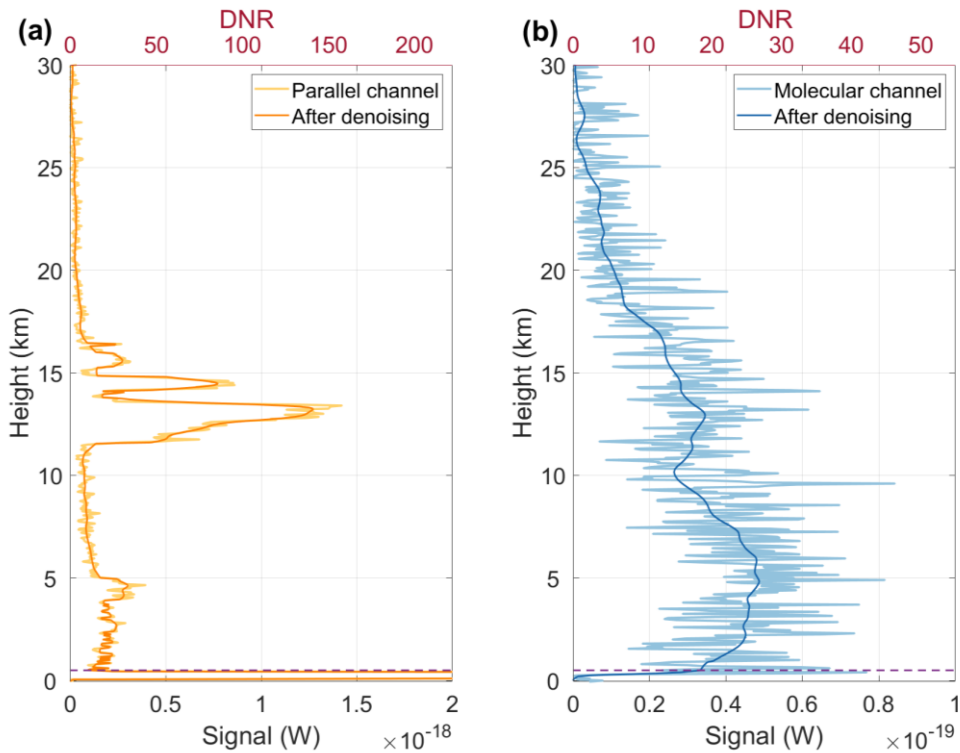 (a)
DNR
0 50 100 150 200
30
25
20
15
10
5
0
Height (km)
Parallel channel
After denoising
0 0.5 1 1.5 2
Signal (W)
×10⁻¹⁸
(b)
DNR
0 10 20 30 40 50
30
25
20
15
10
5
0
Height (km)
Molecular channel
After denoising
0 0.2 0.4 0.6 0.8 1
Signal (W)
×10⁻¹⁹